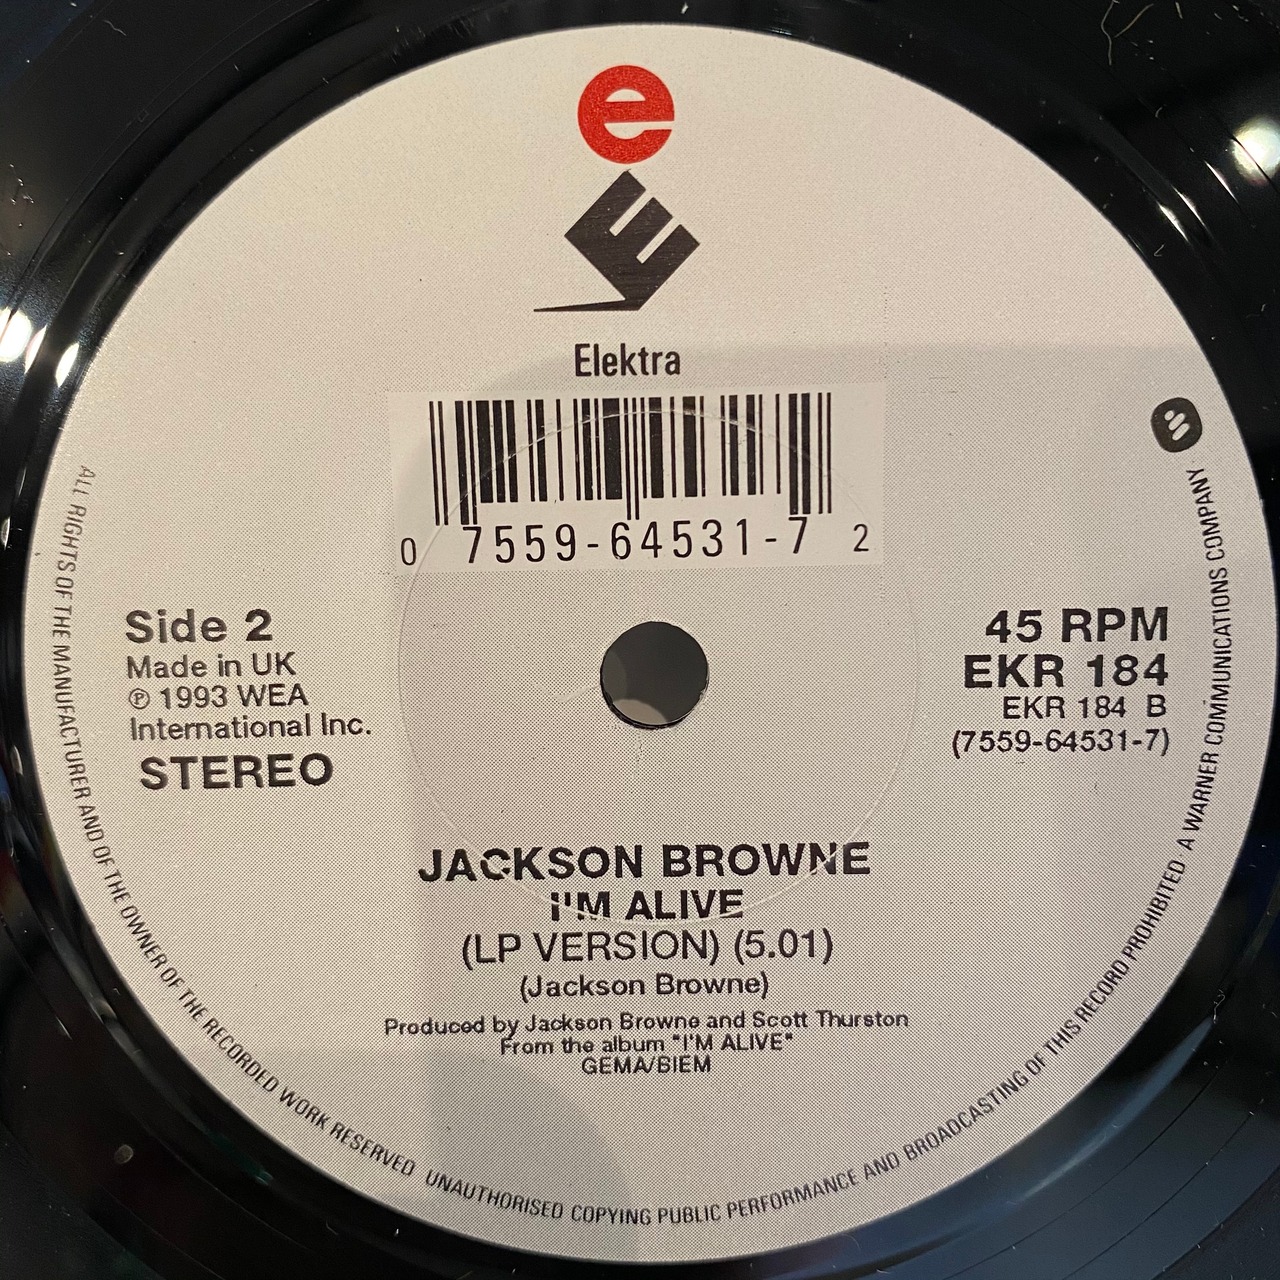 e
E
Elektra
0 7559-64531-7 2
Side 2
Made in UK
℗ 1993 WEA
International Inc.
STEREO
45 RPM
EKR 184
EKR 184 B
(7559-64531-7)
JACKSON BROWNE
I'M ALIVE
(LP VERSION) (5.01)
(Jackson Browne)
Produced by Jackson Browne and Scott Thurston
From the album "I'M ALIVE"
GEMA/BIEM
ALL RIGHTS OF THE MANUFACTURER AND OF THE OWNER OF THE RECORDED WORK RESERVED UNAUTHORISED COPYING PUBLIC PERFORMANCE AND BROADCASTING OF THIS RECORD PROHIBITED · A WARNER COMMUNICATIONS COMPANY